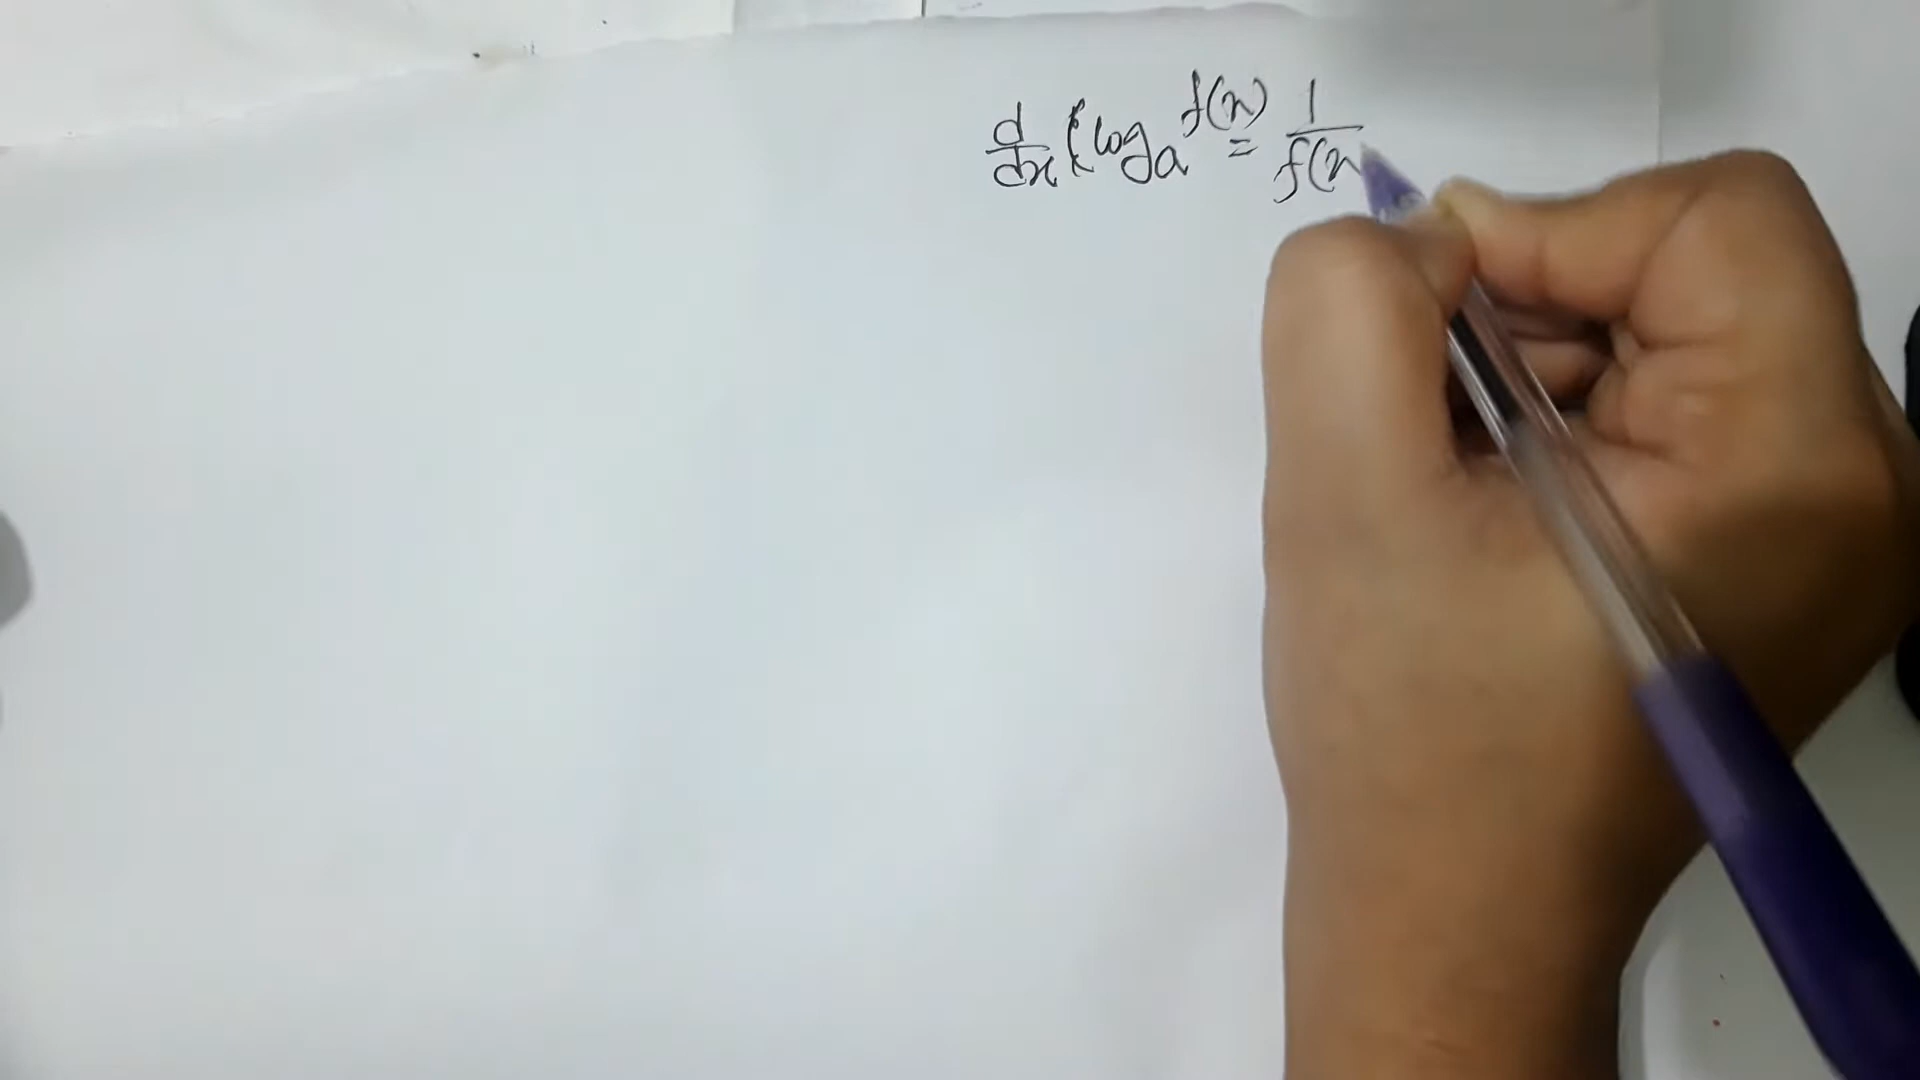 d/dx (log_a f(x) = 1/f(x